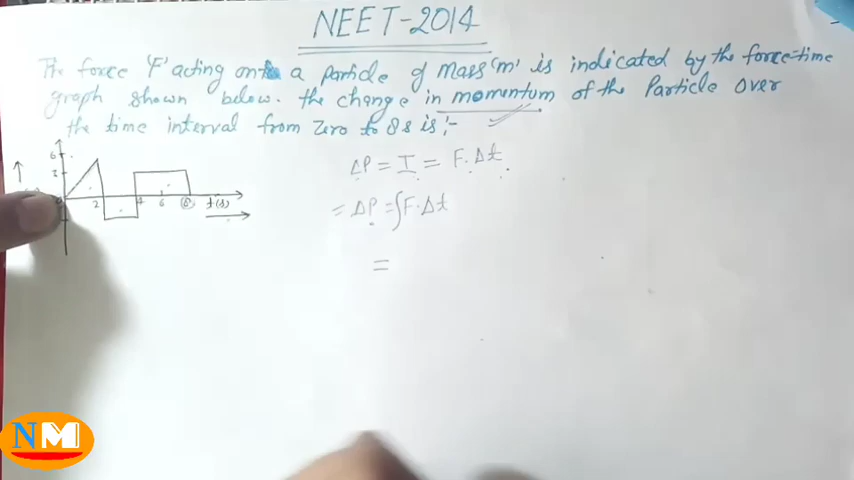 NEET-2014
The force 'F' acting on a particle of Mass 'm' is indicated by the force-time
graph shown below. the change in momentum of the Particle over
the time interval from Zero to 8s is;-
6
3
2 4 6 8 t(s)
ΔP = I = F.Δt
= ΔP = ∫F.Δt
=
NM